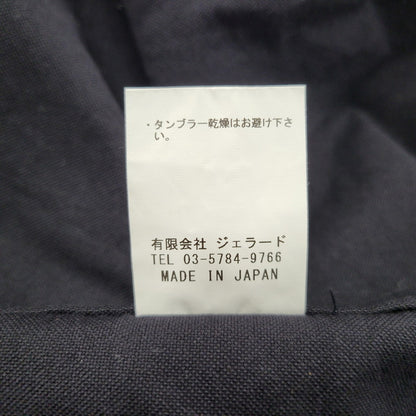 ・タンブラー乾燥はお避け下さ
い。
有限会社 ジェラード
TEL 03-5784-9766
MADE IN JAPAN